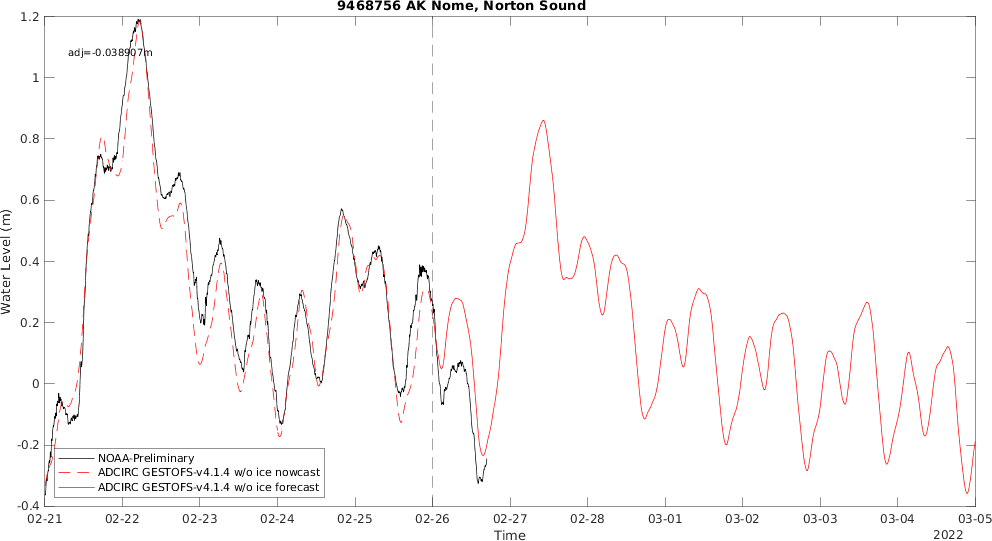 9468756 AK Nome, Norton Sound
adj=-0.038907m
1.2
1
0.8
0.6
0.4
0.2
0
-0.2
-0.4
Water Level (m)
NOAA-Preliminary
ADCIRC GESTOFS-v4.1.4 w/o ice nowcast
ADCIRC GESTOFS-v4.1.4 w/o ice forecast
02-21 02-22 02-23 02-24 02-25 02-26 02-27 02-28 03-01 03-02 03-03 03-04 03-05
Time
2022